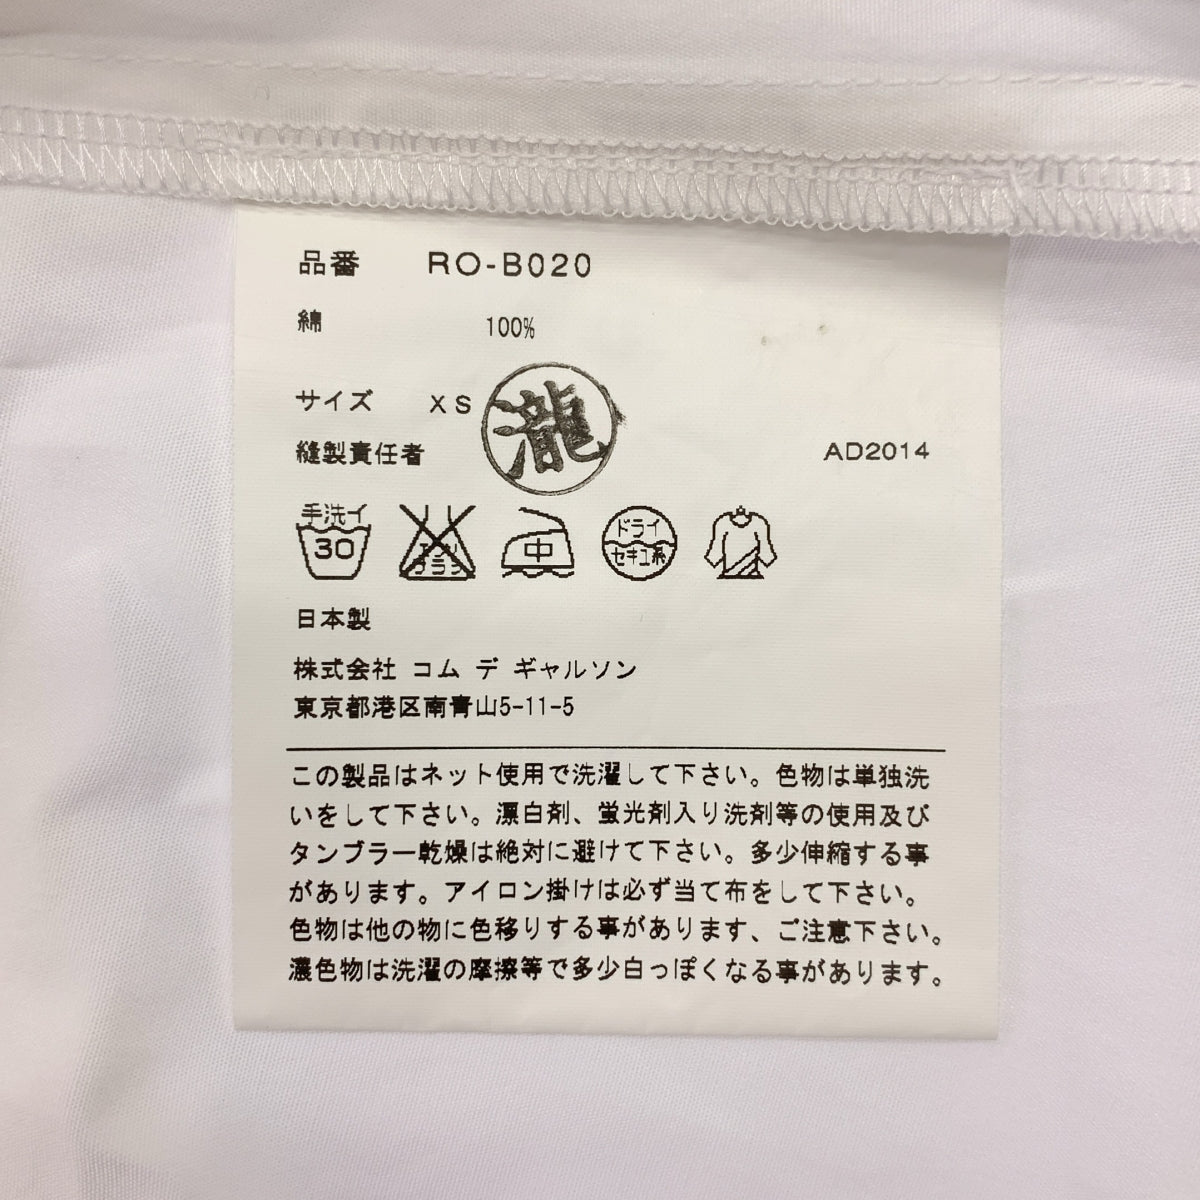 品番 RO-B020
綿 100%
サイズ XS
縫製責任者 瀧 AD2014
手洗イ 30
エンソ サラシ
中
ドライ セキユ系
日本製
株式会社 コム デ ギャルソン
東京都港区南青山5-11-5
この製品はネット使用で洗濯して下さい。色物は単独洗
いをして下さい。漂白剤、蛍光剤入り洗剤等の使用及び
タンブラー乾燥は絶対に避けて下さい。多少伸縮する事
があります。アイロン掛けは必ず当て布をして下さい。
色物は他の物に色移りする事があります、ご注意下さい。
濃色物は洗濯の摩擦等で多少白っぽくなる事があります。